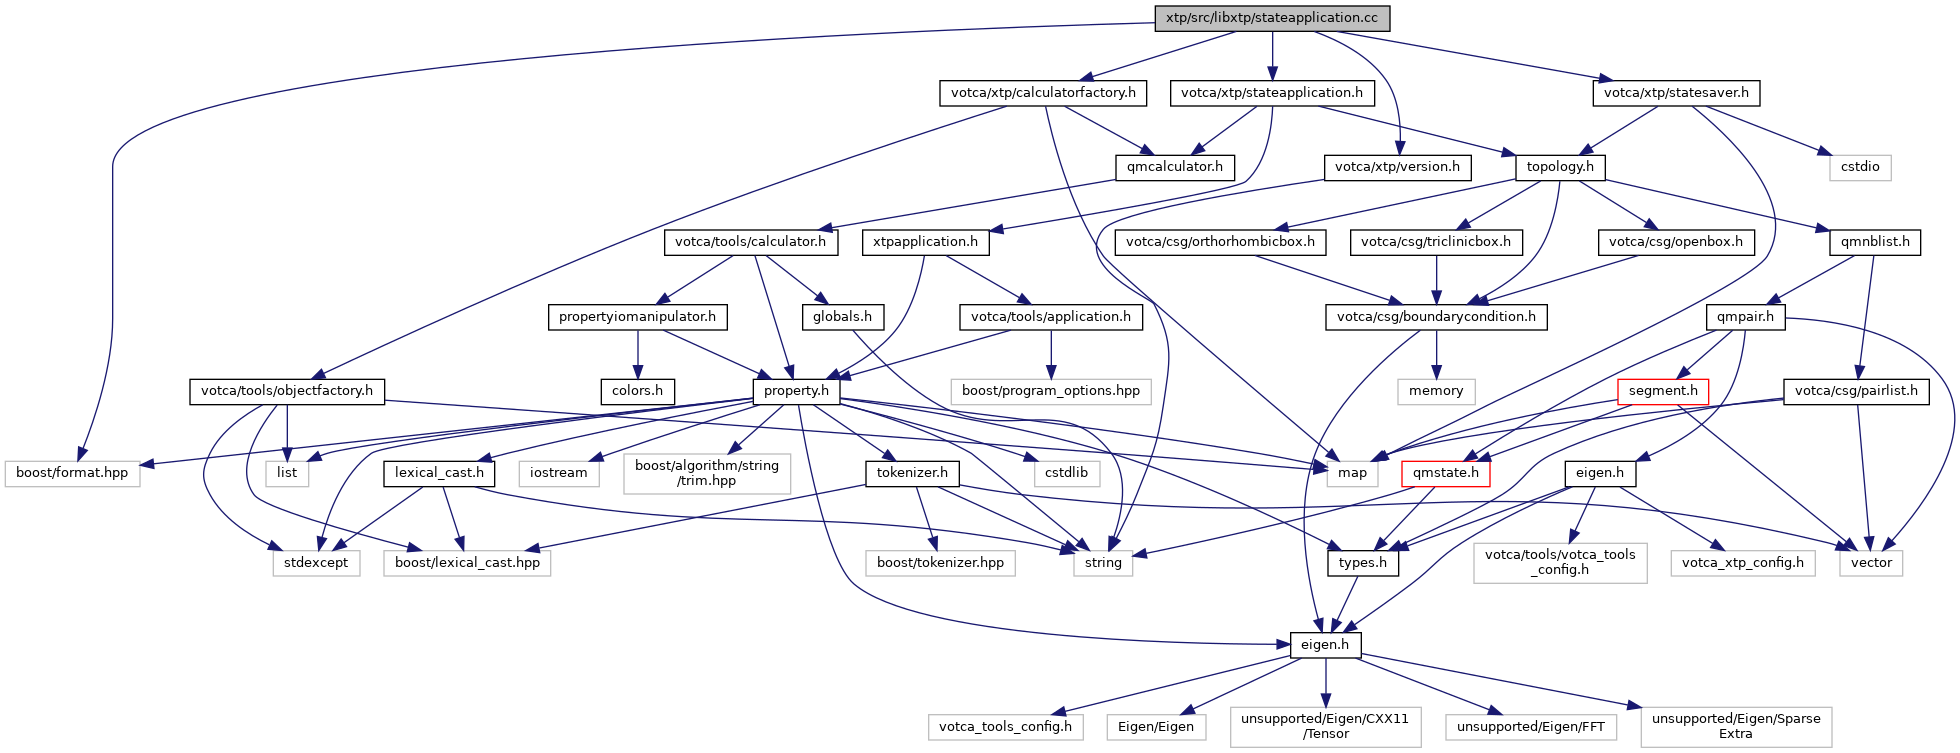 xtp/src/libxtp/stateapplication.cc
votca/xtp/calculatorfactory.h
votca/xtp/stateapplication.h
votca/xtp/statesaver.h
qmcalculator.h
votca/xtp/version.h
topology.h
cstdio
votca/tools/calculator.h
xtpapplication.h
votca/csg/orthorhombicbox.h
votca/csg/triclinicbox.h
votca/csg/openbox.h
qmnblist.h
propertyiomanipulator.h
globals.h
votca/tools/application.h
votca/csg/boundarycondition.h
qmpair.h
votca/tools/objectfactory.h
colors.h
property.h
boost/program_options.hpp
memory
segment.h
votca/csg/pairlist.h
boost/format.hpp
list
lexical_cast.h
iostream
boost/algorithm/string
/trim.hpp
tokenizer.h
cstdlib
map
qmstate.h
eigen.h
stdexcept
boost/lexical_cast.hpp
boost/tokenizer.hpp
string
types.h
votca/tools/votca_tools
_config.h
votca_xtp_config.h
vector
eigen.h
votca_tools_config.h
Eigen/Eigen
unsupported/Eigen/CXX11
/Tensor
unsupported/Eigen/FFT
unsupported/Eigen/Sparse
Extra